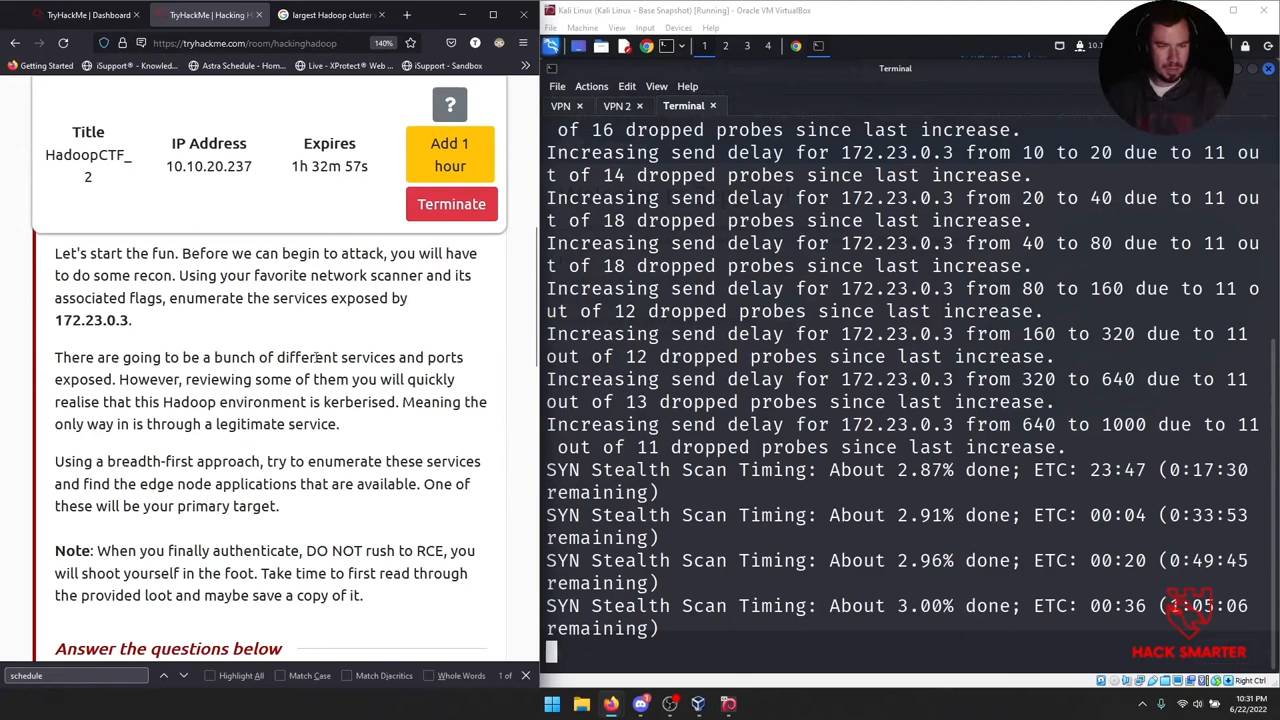 TryHackMe | Dashboard
TryHackMe | Hacking H
largest Hadoop cluster
https://tryhackme.com/room/hackinghadoop
140%
Getting Started
iSupport - Knowled...
Astra Schedule - Hom...
Live - XProtect® Web ...
iSupport - Sandbox
?
Title
HadoopCTF_
2
IP Address
10.10.20.237
Expires
1h 32m 57s
Add 1
hour
Terminate
Let's start the fun. Before we can begin to attack, you will have
to do some recon. Using your favorite network scanner and its
associated flags, enumerate the services exposed by
172.23.0.3.
There are going to be a bunch of different services and ports
exposed. However, reviewing some of them you will quickly
realise that this Hadoop environment is kerberised. Meaning the
only way in is through a legitimate service.
Using a breadth-first approach, try to enumerate these services
and find the edge node applications that are available. One of
these will be your primary target.
Note: When you finally authenticate, DO NOT rush to RCE, you
will shoot yourself in the foot. Take time to first read through
the provided loot and maybe save a copy of it.
Answer the questions below
schedule
Highlight All
Match Case
Match Diacritics
Whole Words
1 of
Kali Linux (Kali Linux - Base Snapshot) [Running] - Oracle VM VirtualBox
File Machine View Input Devices Help
1 2 3 4
10.1
Terminal
File Actions Edit View Help
VPN
VPN 2
Terminal
of 16 dropped probes since last increase.
Increasing send delay for 172.23.0.3 from 10 to 20 due to 11 ou
t of 14 dropped probes since last increase.
Increasing send delay for 172.23.0.3 from 20 to 40 due to 11 ou
t of 18 dropped probes since last increase.
Increasing send delay for 172.23.0.3 from 40 to 80 due to 11 ou
t of 18 dropped probes since last increase.
Increasing send delay for 172.23.0.3 from 80 to 160 due to 11 o
ut of 12 dropped probes since last increase.
Increasing send delay for 172.23.0.3 from 160 to 320 due to 11
out of 12 dropped probes since last increase.
Increasing send delay for 172.23.0.3 from 320 to 640 due to 11
out of 13 dropped probes since last increase.
Increasing send delay for 172.23.0.3 from 640 to 1000 due to 11
out of 11 dropped probes since last increase.
SYN Stealth Scan Timing: About 2.87% done; ETC: 23:47 (0:17:30
remaining)
SYN Stealth Scan Timing: About 2.91% done; ETC: 00:04 (0:33:53
remaining)
SYN Stealth Scan Timing: About 2.96% done; ETC: 00:20 (0:49:45
remaining)
SYN Stealth Scan Timing: About 3.00% done; ETC: 00:36 (1:05:06
remaining)
HACK SMARTER
Right Ctrl
10:31 PM
6/22/2022